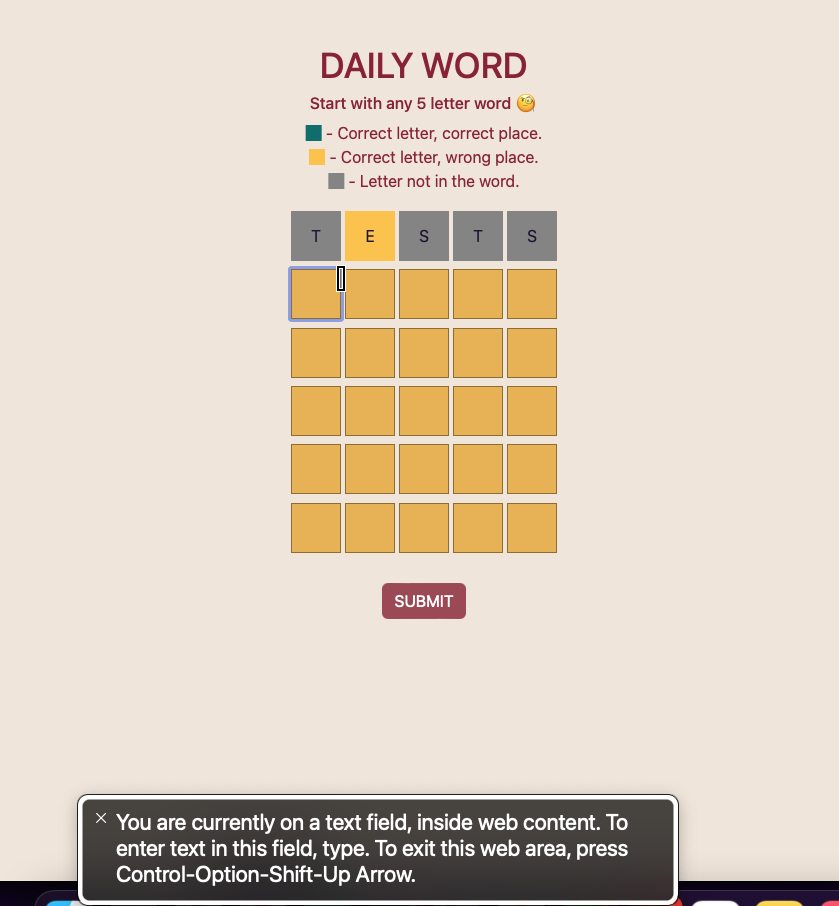 DAILY WORD
Start with any 5 letter word 🧐
- Correct letter, correct place.
- Correct letter, wrong place.
- Letter not in the word.
T E S T S
SUBMIT
You are currently on a text field, inside web content. To
enter text in this field, type. To exit this web area, press
Control-Option-Shift-Up Arrow.